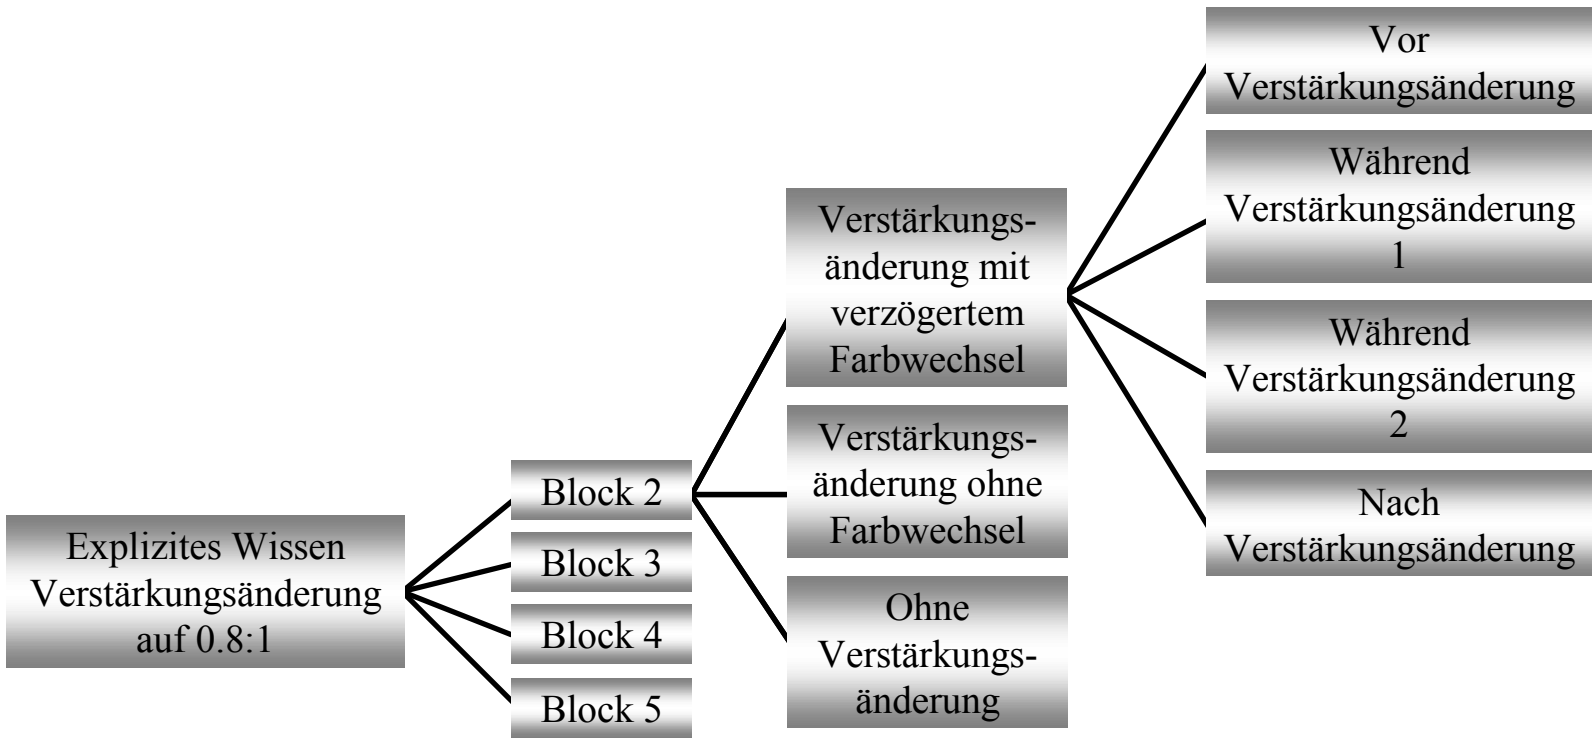 Explizites Wissen
Verstärkungsänderung
auf 0.8:1
Block 2
Block 3
Block 4
Block 5
Verstärkungs-
änderung mit
verzögertem
Farbwechsel
Verstärkungs-
änderung ohne
Farbwechsel
Ohne
Verstärkungs-
änderung
Vor
Verstärkungsänderung
Während
Verstärkungsänderung
1
Während
Verstärkungsänderung
2
Nach
Verstärkungsänderung